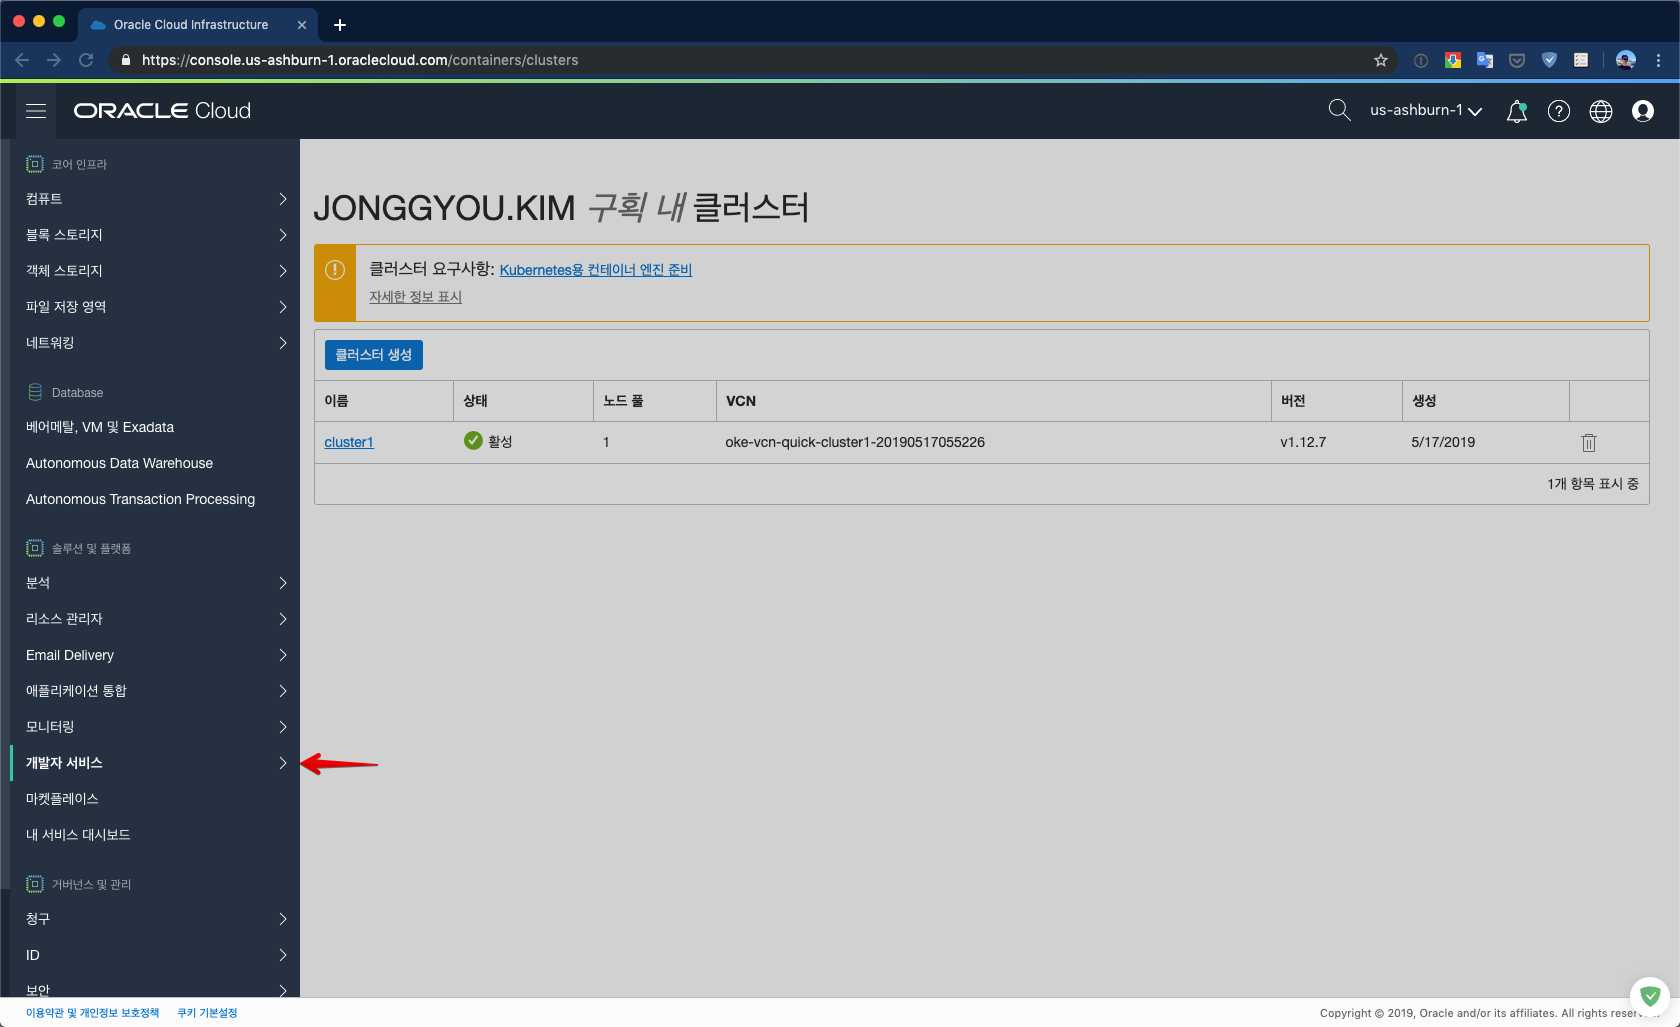 Oracle Cloud Infrastructure
https://console.us-ashburn-1.oraclecloud.com/containers/clusters
ORACLE Cloud
us-ashburn-1
코어 인프라
컴퓨트
블록 스토리지
객체 스토리지
파일 저장 영역
네트워킹
Database
베어메탈, VM 및 Exadata
Autonomous Data Warehouse
Autonomous Transaction Processing
솔루션 및 플랫폼
분석
리소스 관리자
Email Delivery
애플리케이션 통합
모니터링
개발자 서비스
마켓플레이스
내 서비스 대시보드
거버넌스 및 관리
청구
ID
보안
JONGGYOU.KIM 구획 내 클러스터
클러스터 요구사항: Kubernetes용 컨테이너 엔진 준비
자세한 정보 표시
클러스터 생성
이름 상태 노드 풀 VCN 버전 생성
cluster1 활성 1 oke-vcn-quick-cluster1-20190517055226 v1.12.7 5/17/2019
1개 항목 표시 중
이용약관 및 개인정보 보호정책 쿠키 기본설정
Copyright © 2019, Oracle and/or its affiliates. All rights